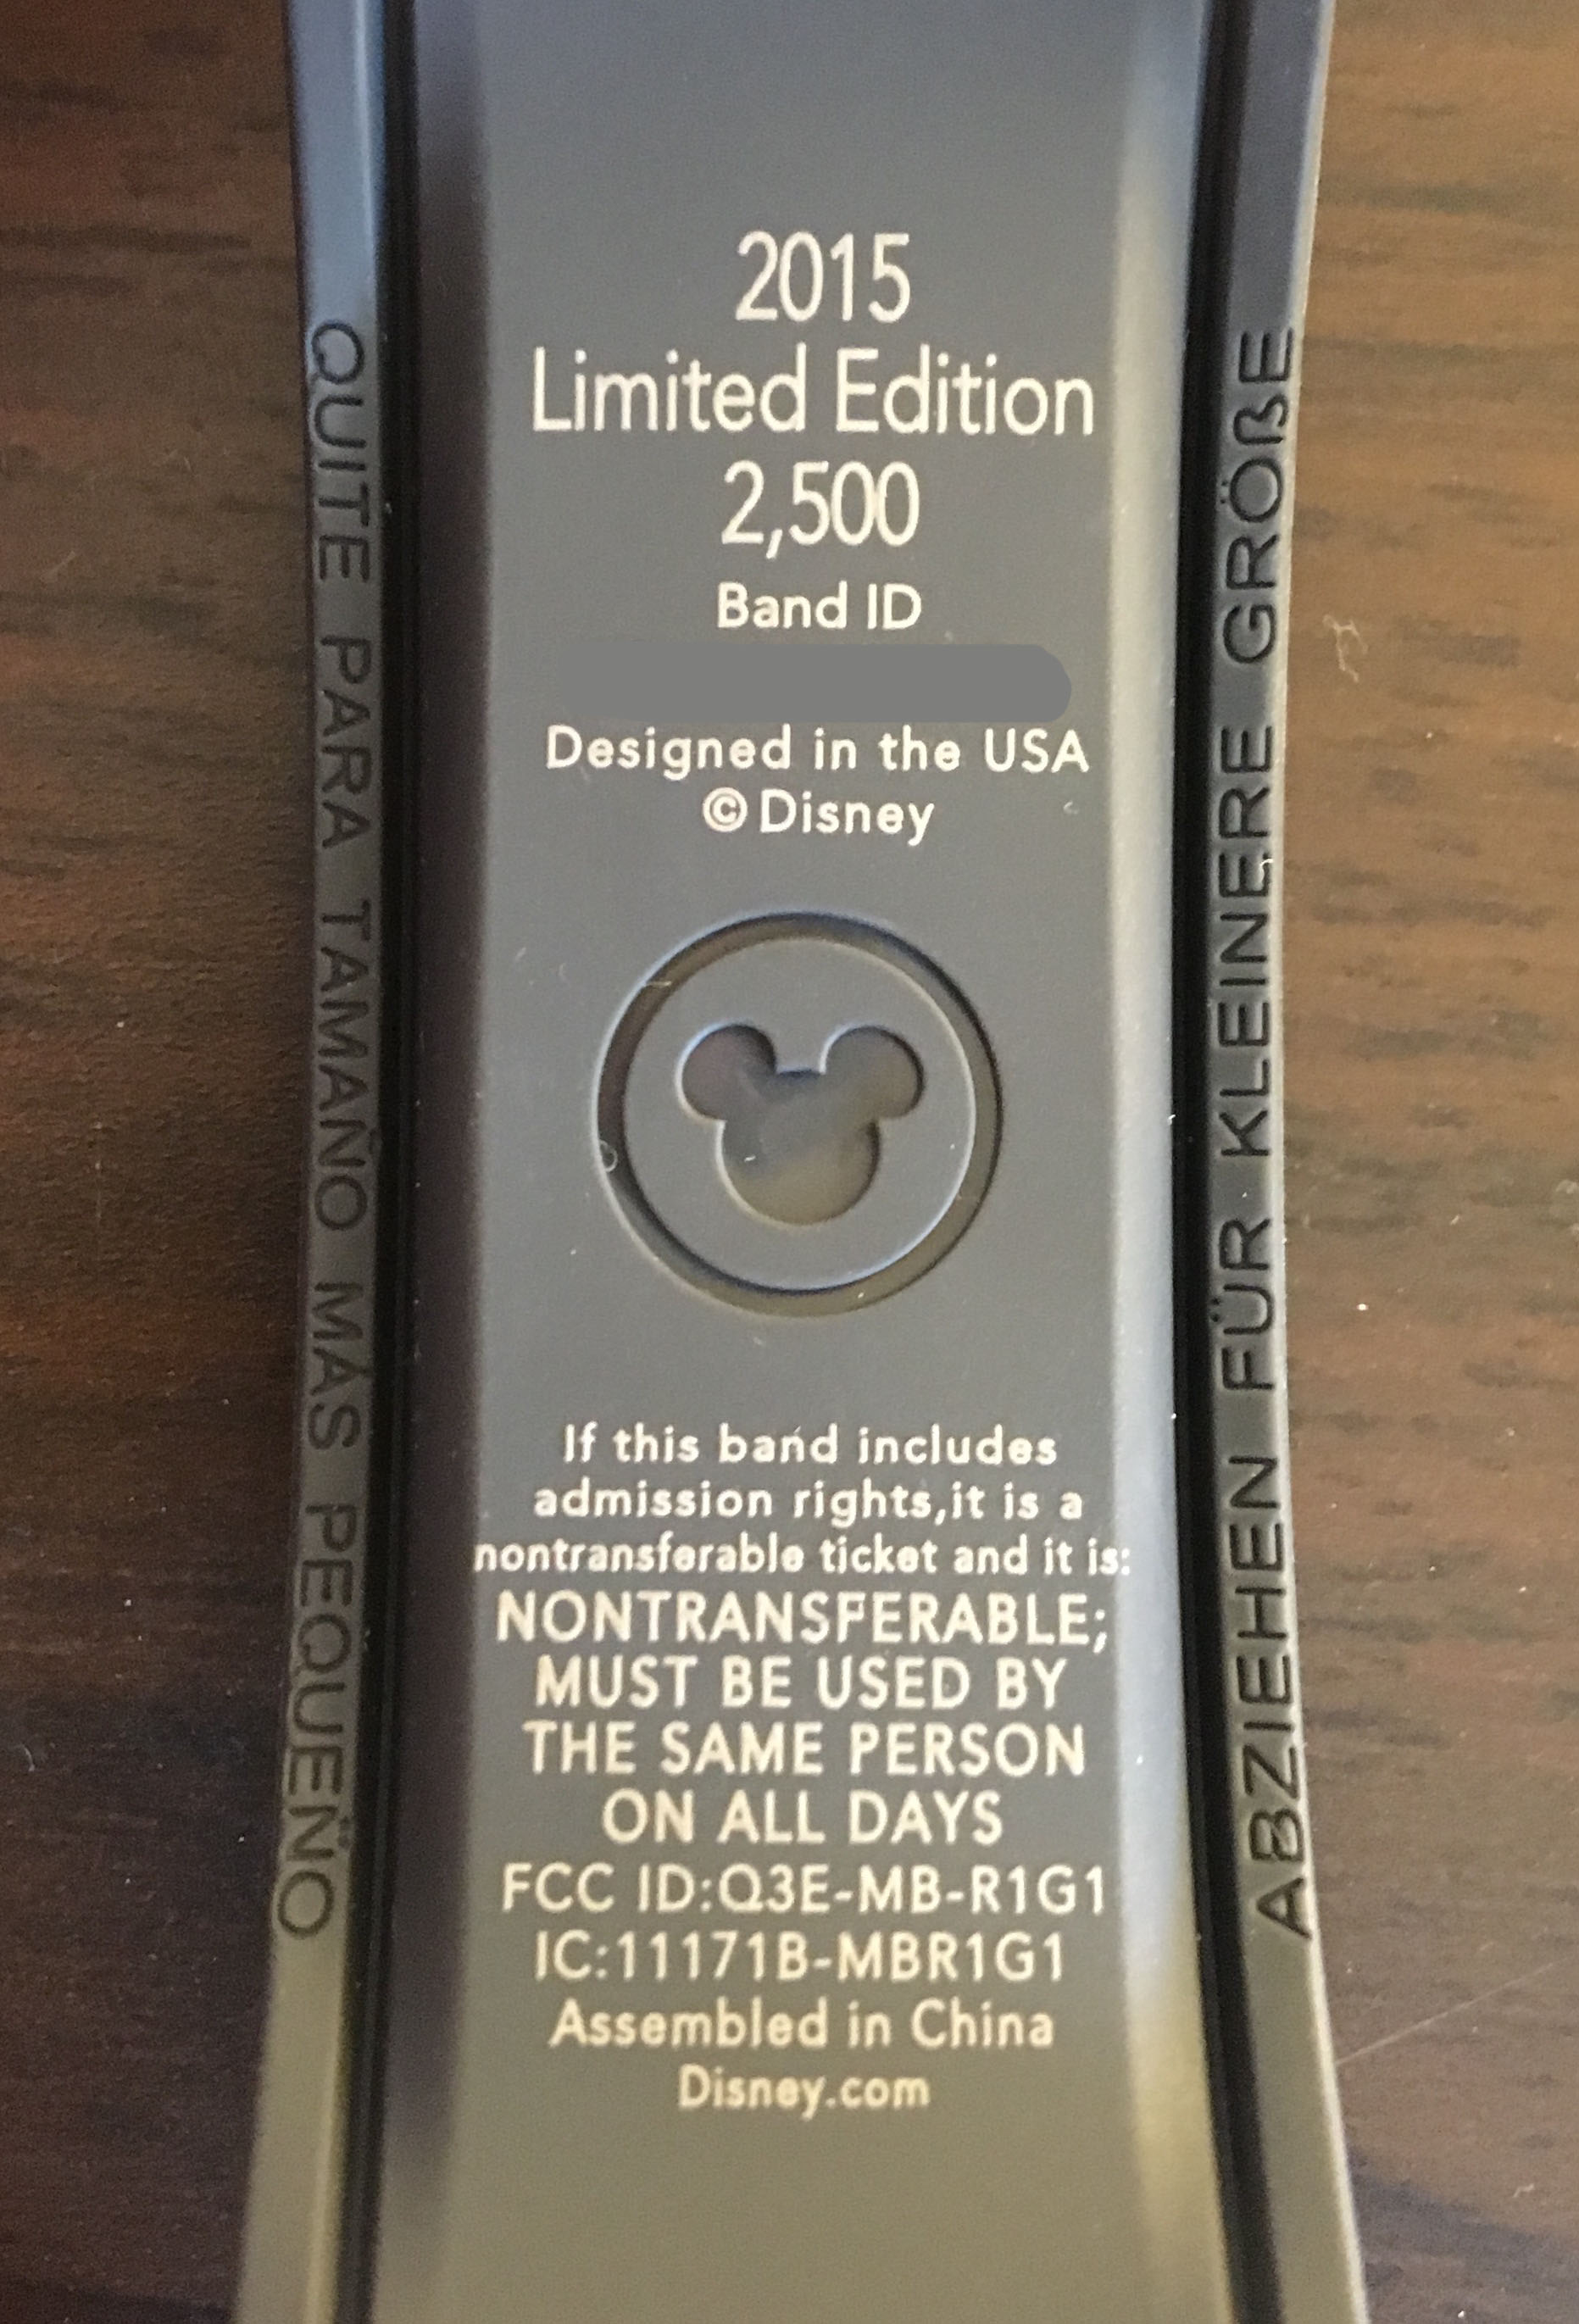 2015
Limited Edition
2,500
Band ID
Designed in the USA
©Disney
If this band includes
admission rights,it is a
nontransferable ticket and it is:
NONTRANSFERABLE;
MUST BE USED BY
THE SAME PERSON
ON ALL DAYS
FCC ID:Q3E-MB-R1G1
IC:11171B-MBR1G1
Assembled in China
Disney.com
QUITE PARA TAMAÑO MÁS PEQUEÑO
ABZIEHEN FÜR KLEINERE GRÖßE